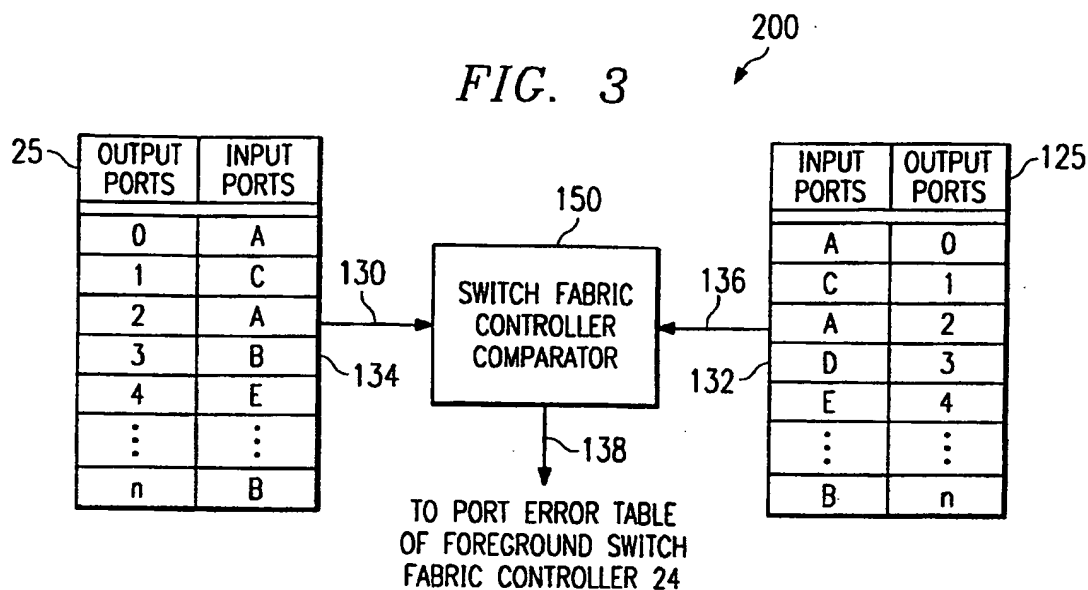 200
FIG. 3
25
OUTPUT PORTS
INPUT PORTS
0 A
1 C
2 A
3 B
4 E
⋮ ⋮
n B
130
134
150
SWITCH FABRIC
CONTROLLER
COMPARATOR
138
TO PORT ERROR TABLE
OF FOREGROUND SWITCH
FABRIC CONTROLLER 24
136
132
INPUT PORTS
OUTPUT PORTS
125
A 0
C 1
A 2
D 3
E 4
⋮ ⋮
B n